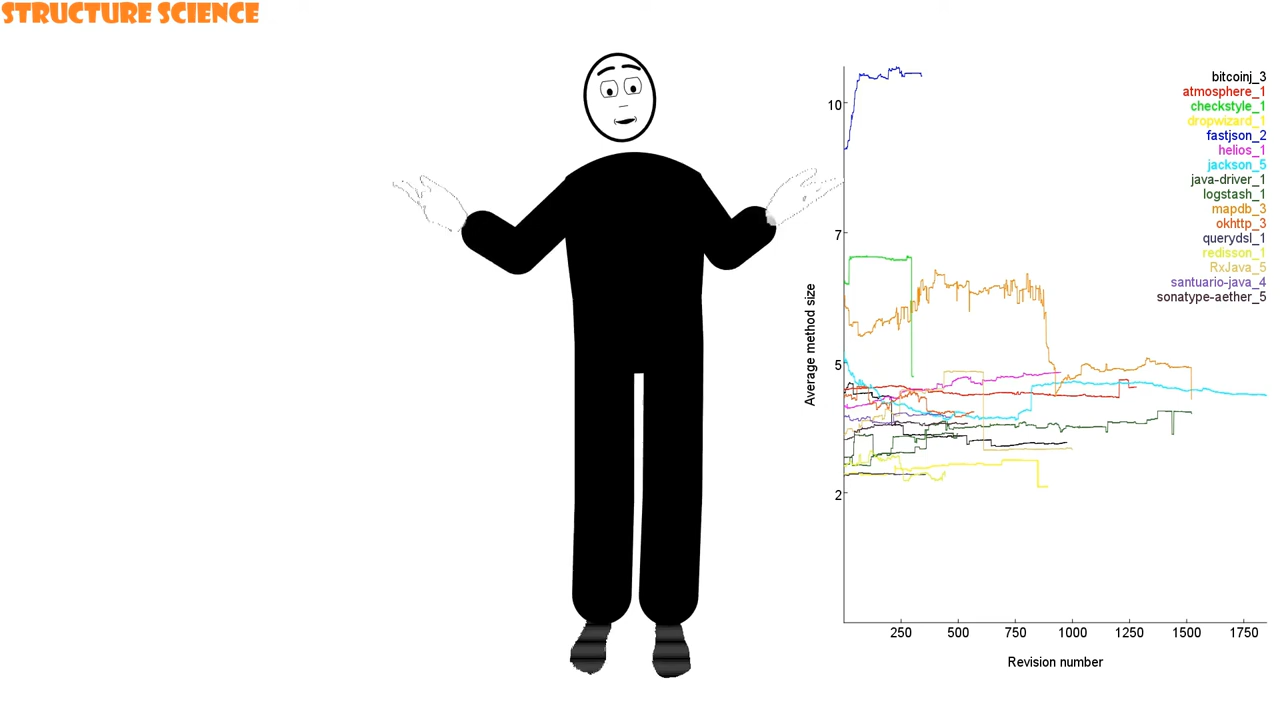 STRUCTURE SCIENCE
bitcoinj_3
atmosphere_1
checkstyle_1
dropwizard_1
fastjson_2
helios_1
jackson_5
java-driver_1
logstash_1
mapdb_3
okhttp_3
querydsl_1
redisson_1
RxJava_5
santuario-java_4
sonatype-aether_5
10
7
5
2
Average method size
250 500 750 1000 1250 1500 1750
Revision number